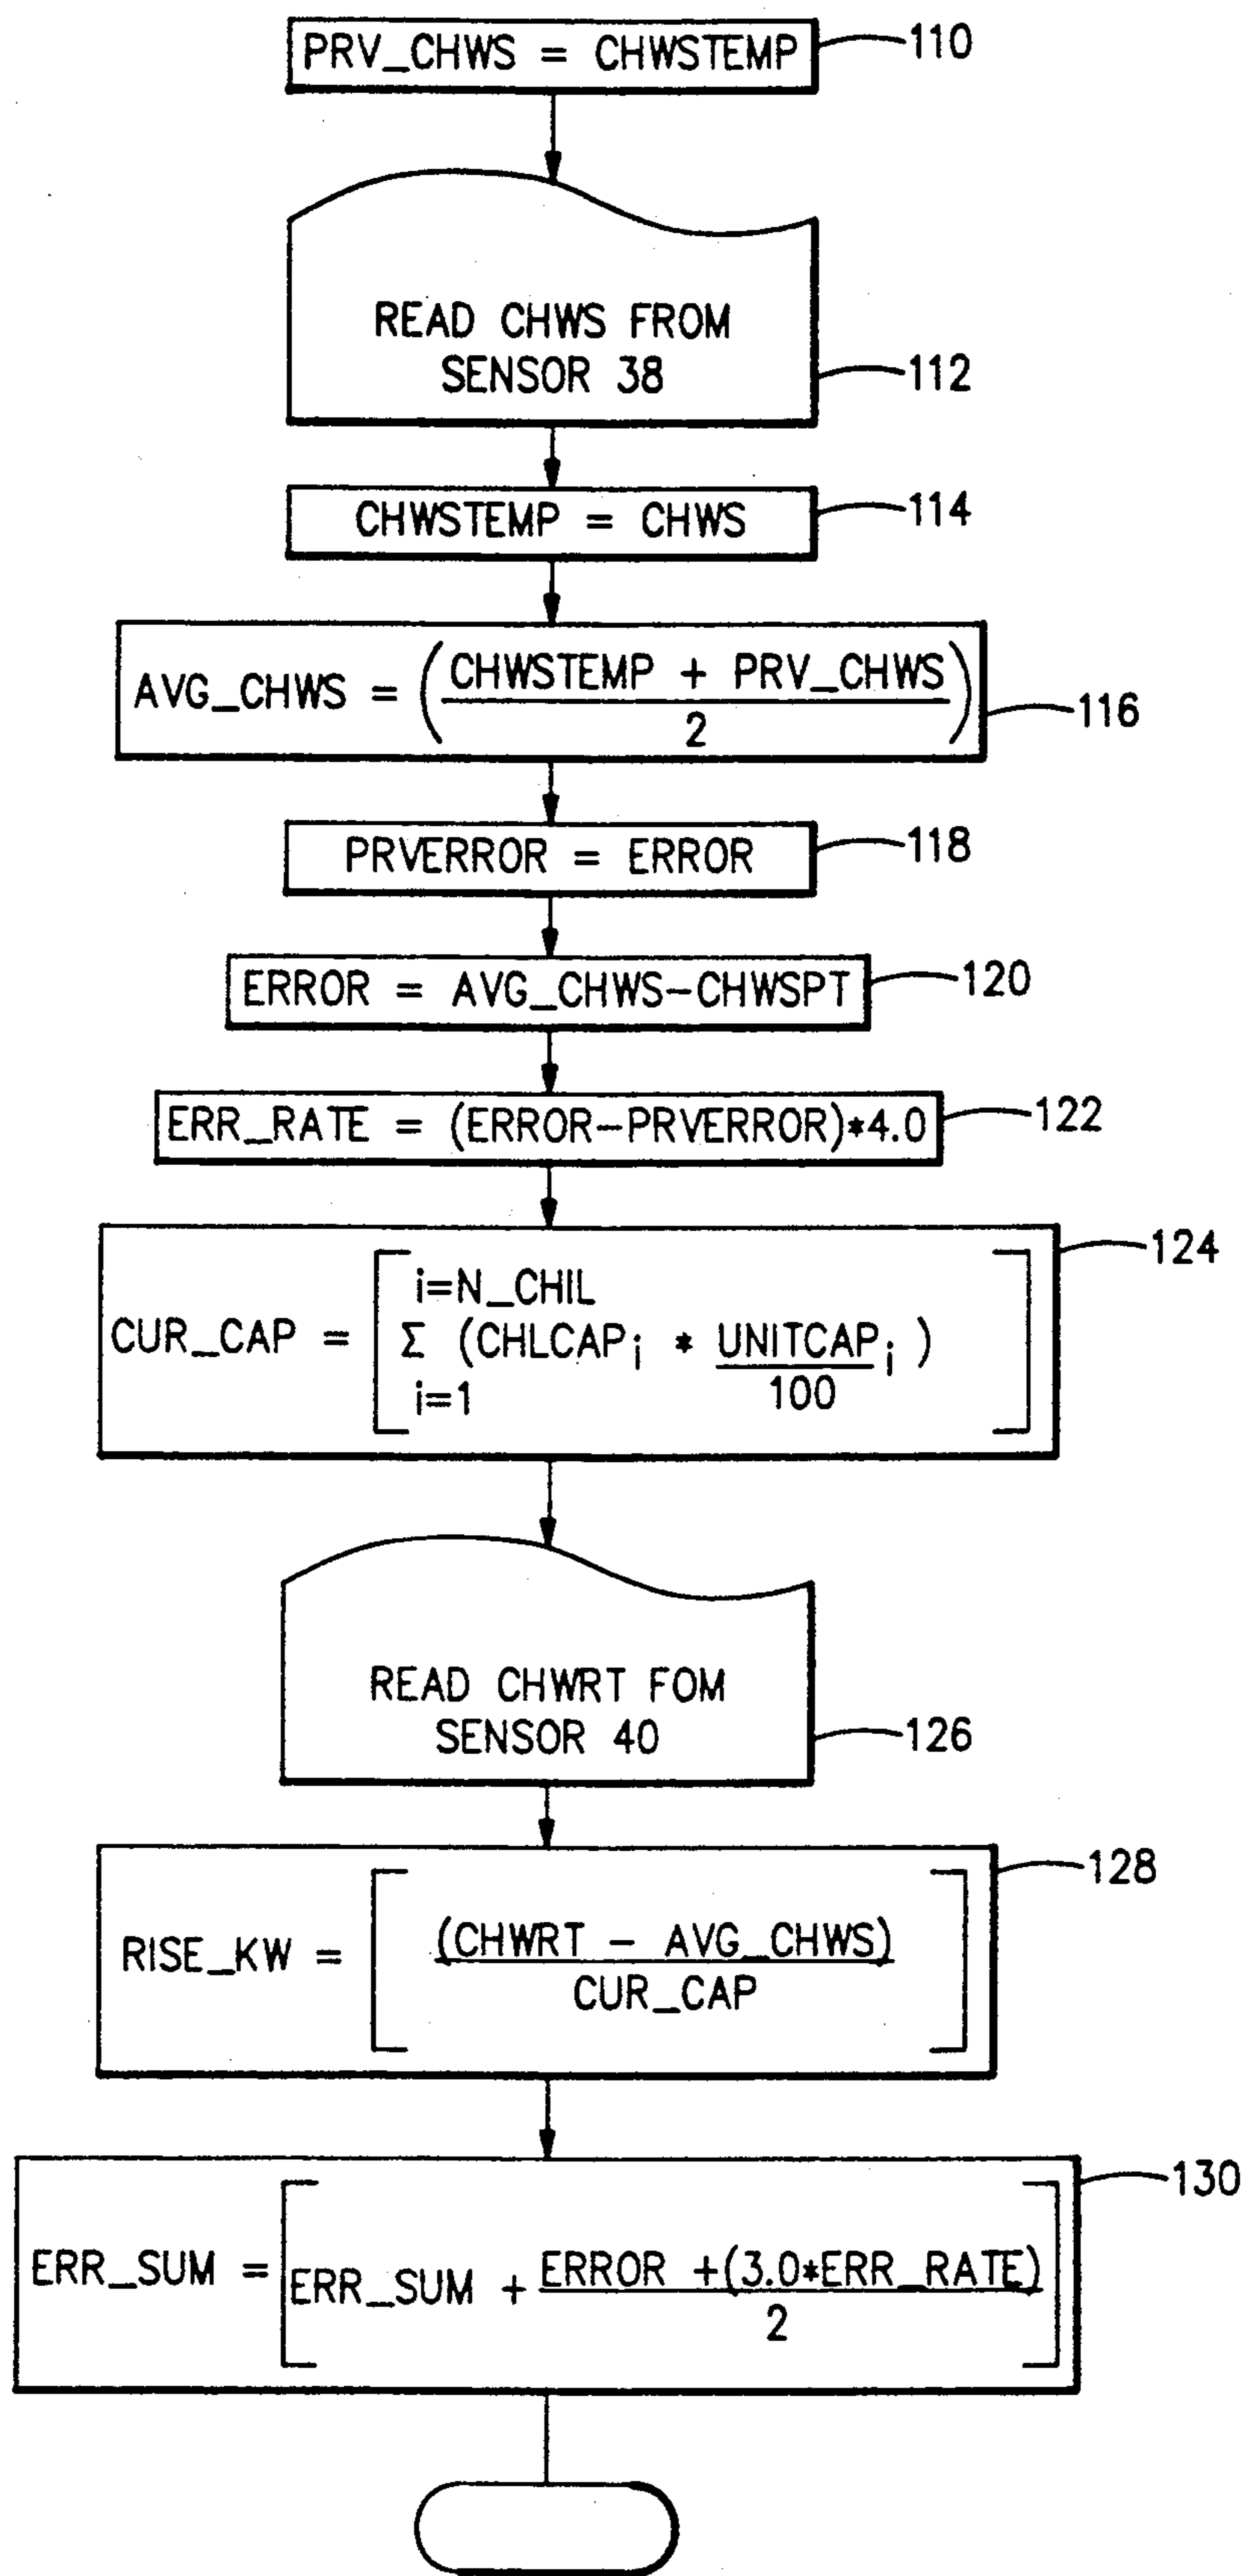 PRV_CHWS = CHWSTEMP
110
READ CHWS FROM
SENSOR 38
112
CHWSTEMP = CHWS
114
AVG_CHWS = (CHWSTEMP + PRV_CHWS
2)
116
PRVERROR = ERROR
118
ERROR = AVG_CHWS-CHWSPT
120
ERR_RATE = (ERROR-PRVERROR)*4.0
122
124
i=N_CHIL
CUR_CAP = [Σ (CHLCAP i * UNITCAP i )]
100
i=1
READ CHWRT FOM
SENSOR 40
126
128
RISE_KW = [(CHWRT - AVG_CHWS)
CUR_CAP]
130
ERR_SUM = [ERR_SUM + ERROR +(3.0*ERR_RATE)
2]